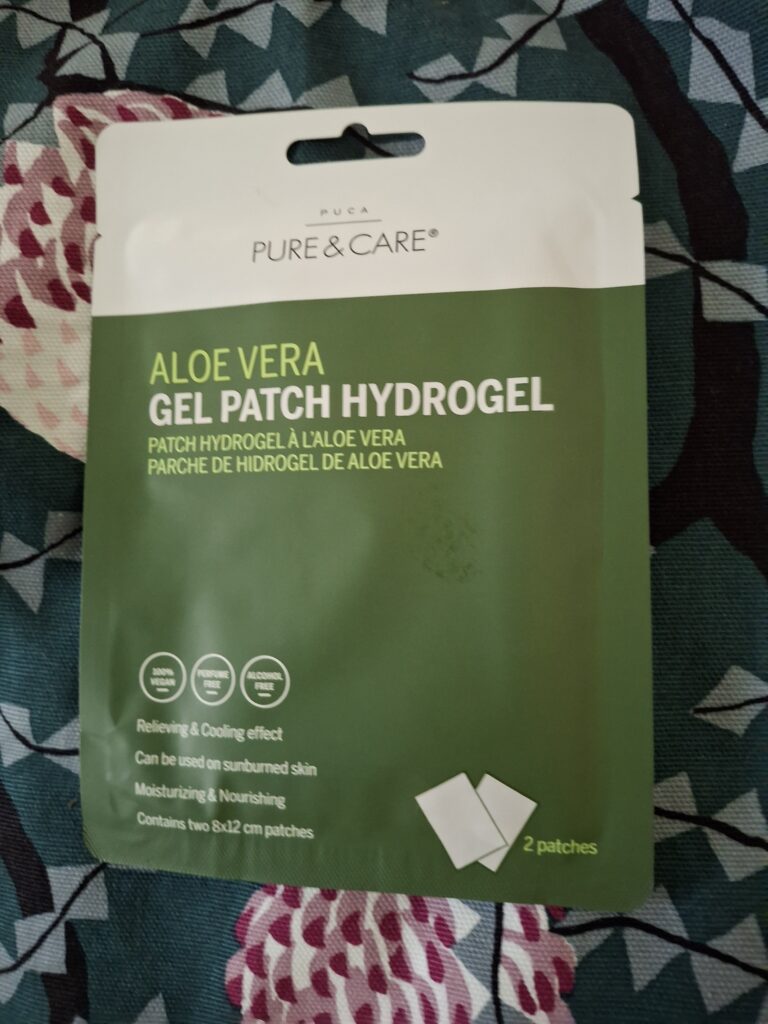 PUCA
PURE & CARE®
ALOE VERA
GEL PATCH HYDROGEL
PATCH HYDROGEL À L'ALOE VERA
PARCHE DE HIDROGEL DE ALOE VERA
100%
VEGAN
PERFUME
FREE
ALCOHOL
FREE
Relieving & Cooling effect
Can be used on sunburned skin
Moisturizing & Nourishing
Contains two 8x12 cm patches
2 patches